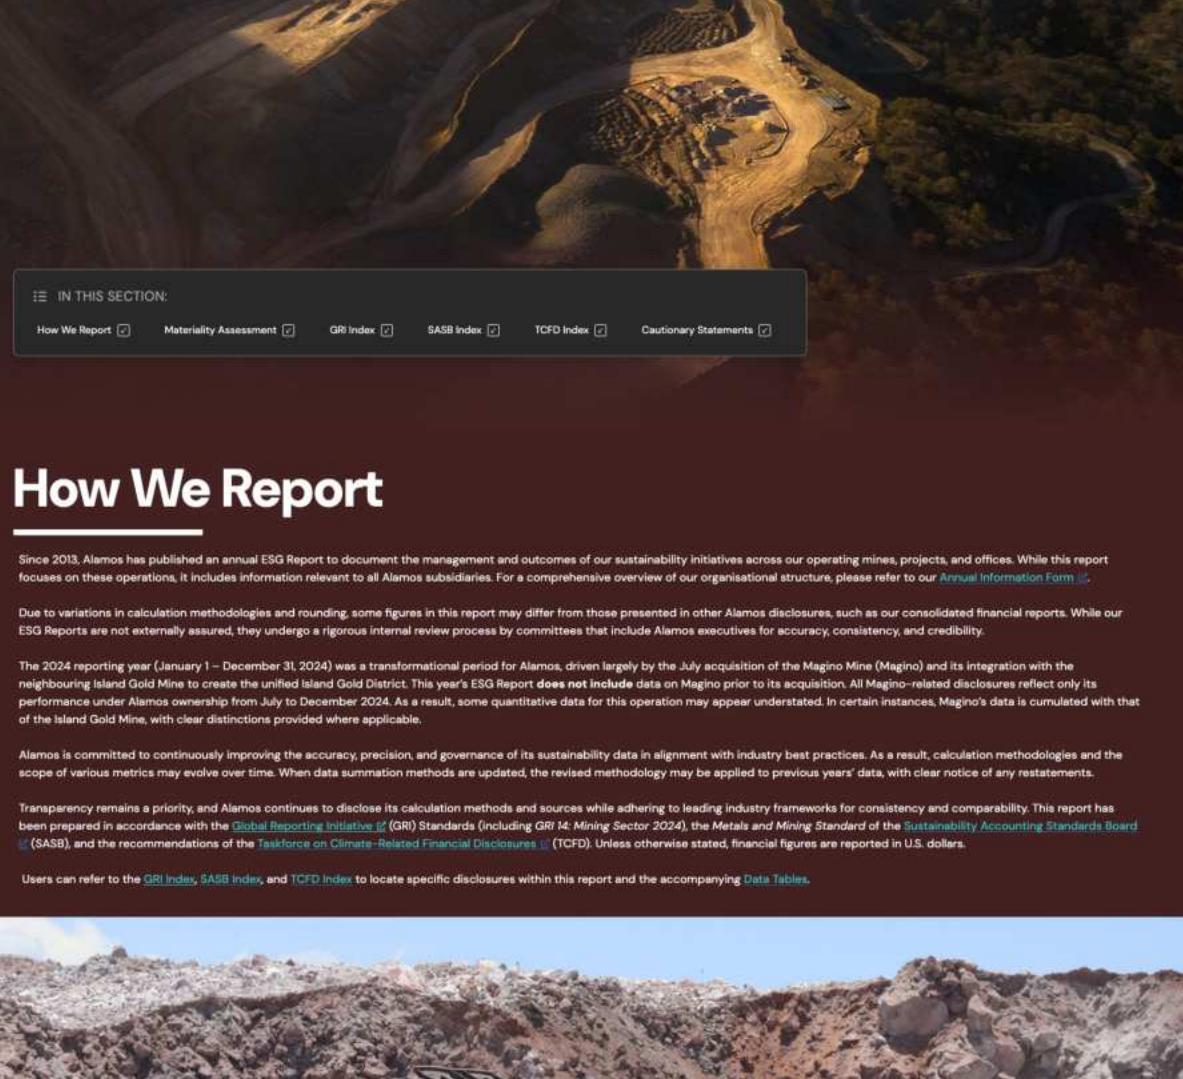 IN THIS SECTION:
How We Report Materiality Assessment GRI Index SASB Index TCFD Index Cautionary Statements
How We Report
Since 2013, Alamos has published an annual ESG Report to document the management and outcomes of our sustainability initiatives across our operating mines, projects, and offices. While this report
focuses on these operations, it includes information relevant to all Alamos subsidiaries. For a comprehensive overview of our organisational structure, please refer to our Annual Information Form.
Due to variations in calculation methodologies and rounding, some figures in this report may differ from those presented in other Alamos disclosures, such as our consolidated financial reports. While our
ESG Reports are not externally assured, they undergo a rigorous internal review process by committees that include Alamos executives for accuracy, consistency, and credibility.
The 2024 reporting year (January 1 – December 31, 2024) was a transformational period for Alamos, driven largely by the July acquisition of the Magino Mine (Magino) and its integration with the
neighbouring Island Gold Mine to create the unified Island Gold District. This year's ESG Report does not include data on Magino prior to its acquisition. All Magino-related disclosures reflect only its
performance under Alamos ownership from July to December 2024. As a result, some quantitative data for this operation may appear understated. In certain instances, Magino's data is cumulated with that
of the Island Gold Mine, with clear distinctions provided where applicable.
Alamos is committed to continuously improving the accuracy, precision, and governance of its sustainability data in alignment with industry best practices. As a result, calculation methodologies and the
scope of various metrics may evolve over time. When data summation methods are updated, the revised methodology may be applied to previous years' data, with clear notice of any restatements.
Transparency remains a priority, and Alamos continues to disclose its calculation methods and sources while adhering to leading industry frameworks for consistency and comparability. This report has
been prepared in accordance with the Global Reporting Initiative (GRI) Standards (including GRI 14: Mining Sector 2024), the Metals and Mining Standard of the Sustainability Accounting Standards Board
(SASB), and the recommendations of the Taskforce on Climate-Related Financial Disclosures (TCFD). Unless otherwise stated, financial figures are reported in U.S. dollars.
Users can refer to the GRI Index, SASB Index, and TCFD Index to locate specific disclosures within this report and the accompanying Data Tables.